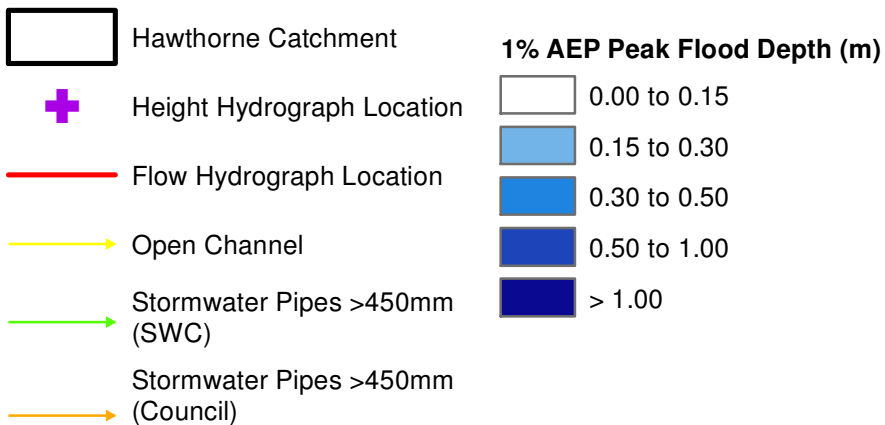 Hawthorne Catchment
Height Hydrograph Location
Flow Hydrograph Location
Open Channel
Stormwater Pipes >450mm
(SWC)
Stormwater Pipes >450mm
(Council)
1% AEP Peak Flood Depth (m)
0.00 to 0.15
0.15 to 0.30
0.30 to 0.50
0.50 to 1.00
> 1.00